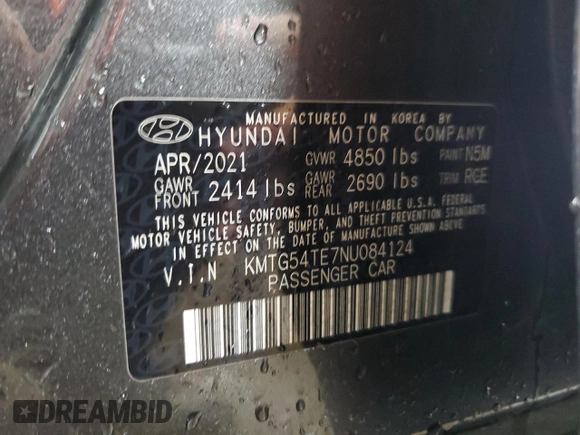 MANUFACTURED IN KOREA BY
HYUNDAI MOTOR COMPANY
APR/2021 GVWR 4850 lbs PAINT N5M
GAWR FRONT 2414 lbs GAWR REAR 2690 lbs TRIM RGE
THIS VEHICLE CONFORMS TO ALL APPLICABLE U.S.A. FEDERAL
MOTOR VEHICLE SAFETY, BUMPER, AND THEFT PREVENTION STANDARDS
IN EFFECT ON THE DATE OF MANUFACTURE SHOWN ABOVE.
V.I.N KMTG54TE7NU084124
PASSENGER CAR
DREAMBID